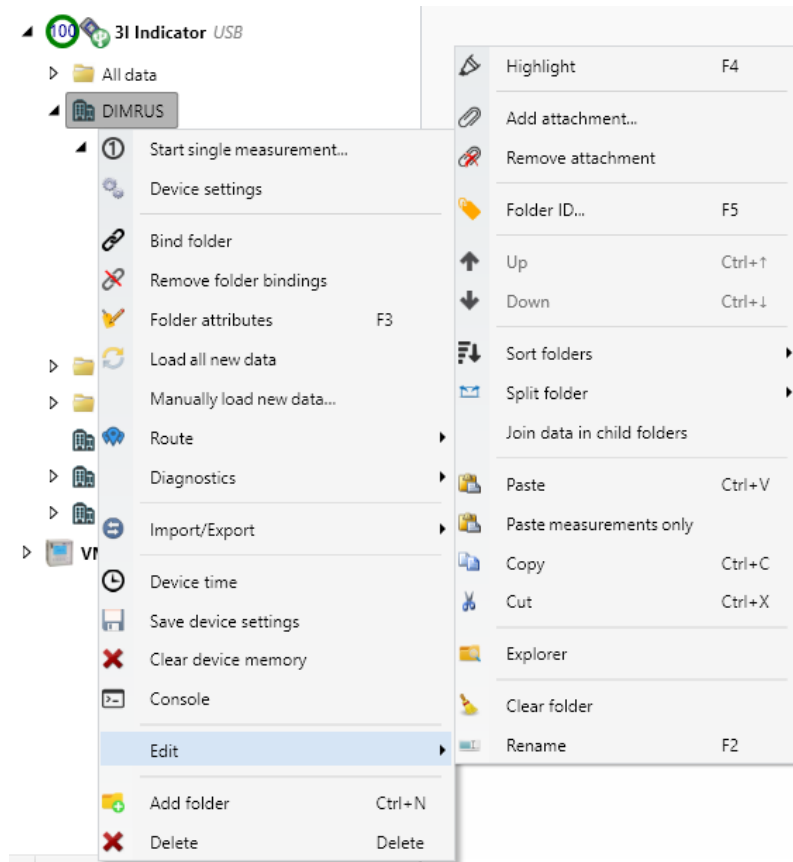 100 3I Indicator USB
All data
DIMRUS
Start single measurement...
Device settings
Bind folder
Remove folder bindings
Folder attributes F3
Load all new data
Manually load new data...
Route
Diagnostics
Import/Export
Device time
Save device settings
Clear device memory
Console
Edit
Add folder Ctrl+N
Delete Delete
Highlight F4
Add attachment...
Remove attachment
Folder ID... F5
Up Ctrl+↑
Down Ctrl+↓
Sort folders
Split folder
Join data in child folders
Paste Ctrl+V
Paste measurements only
Copy Ctrl+C
Cut Ctrl+X
Explorer
Clear folder
Rename F2